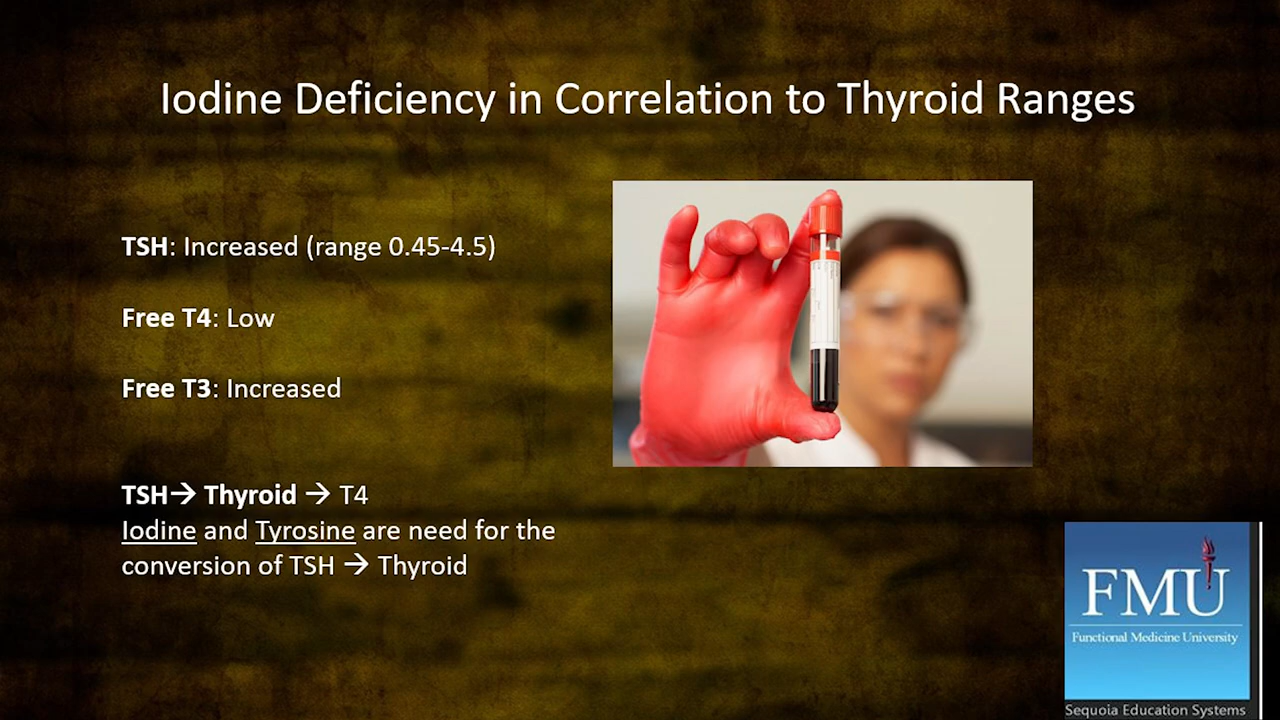 Iodine Deficiency in Correlation to Thyroid Ranges
TSH: Increased (range 0.45-4.5)
Free T4: Low
Free T3: Increased
TSH→ Thyroid → T4
Iodine and Tyrosine are need for the
conversion of TSH → Thyroid
FMU
Functional Medicine University
Sequoia Education Systems